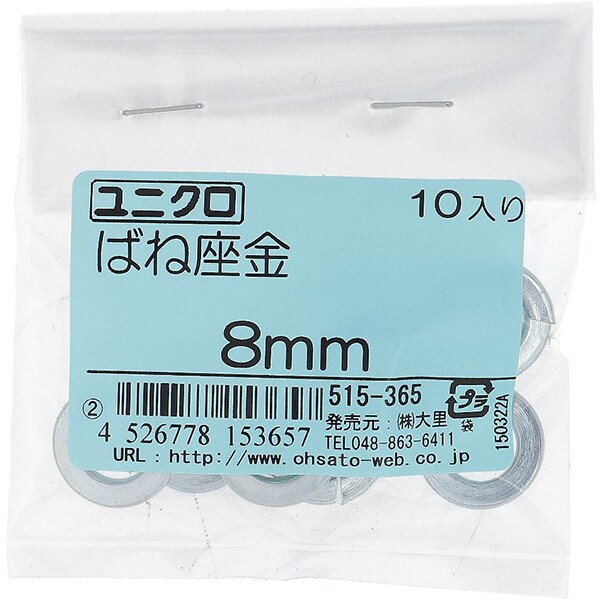 ユニクロ 10入り
ばね座金
8mm
② 4 526778 153657
515-365
発売元：㈱大里
TEL048-863-6411
プラ
袋
150322A
URL：http://www.ohsato-web.co.jp